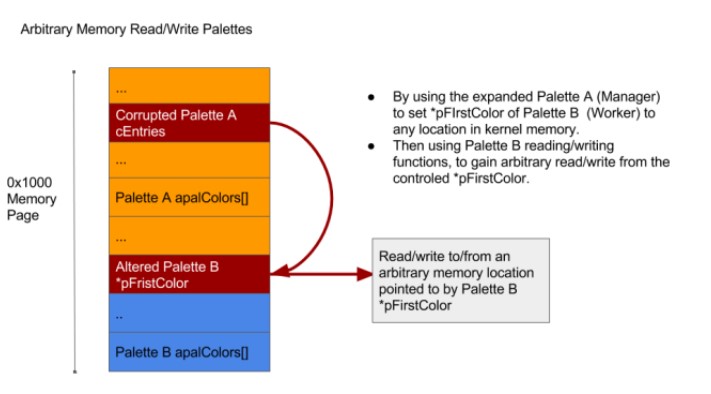 Arbitrary Memory Read/Write Palettes
...
Corrupted Palette A
cEntries
...
Palette A apalColors[]
...
Altered Palette B
*pFristColor
..
Palette B apalColors[]
0x1000
Memory
Page
● By using the expanded Palette A (Manager)
to set *pFIrstColor of Palette B (Worker) to
any location in kernel memory.
● Then using Palette B reading/writing
functions, to gain arbitrary read/write from the
controled *pFirstColor.
Read/write to/from an
arbitrary memory location
pointed to by Palette B
*pFirstColor